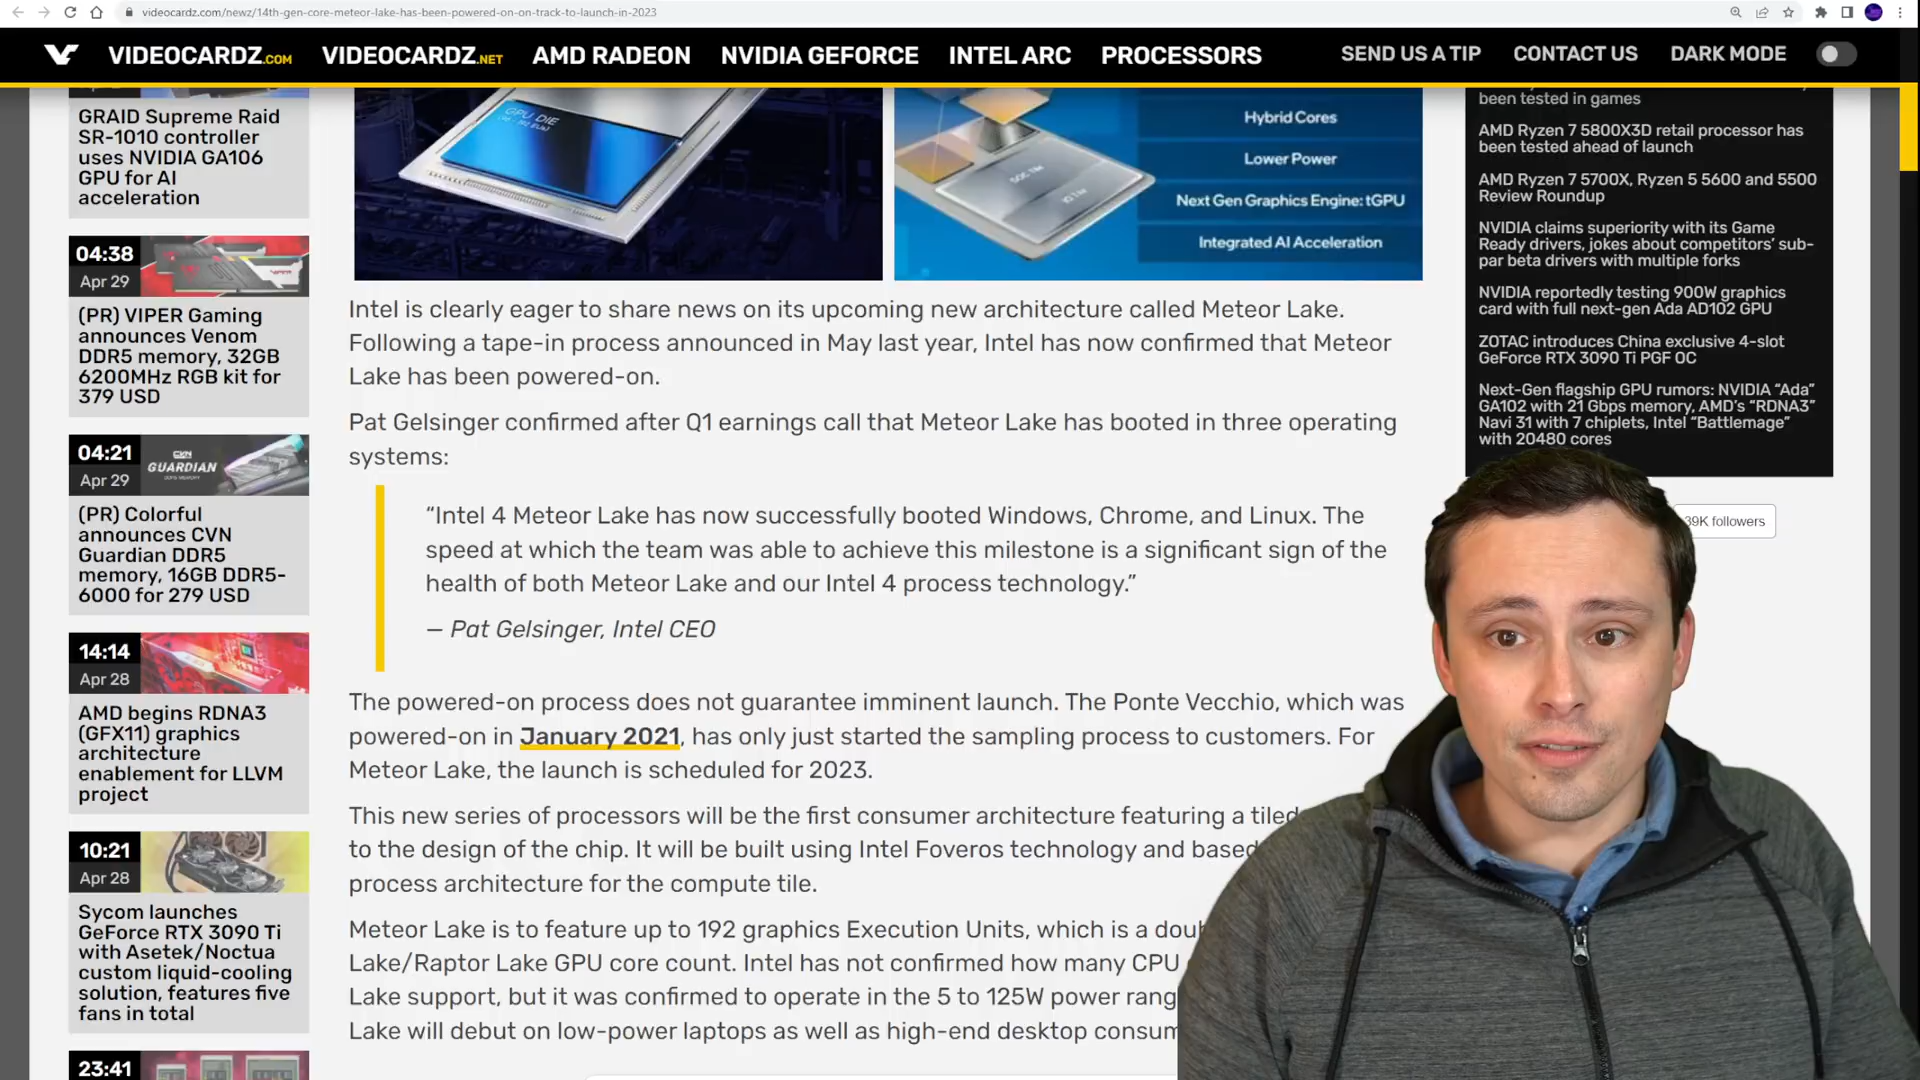 videocardz.com/newz/14th-gen-core-meteor-lake-has-been-powered-on-on-track-to-launch-in-2023
VIDEOCARDZ.COM
VIDEOCARDZ.NET
AMD RADEON
NVIDIA GEFORCE
INTEL ARC
PROCESSORS
SEND US A TIP
CONTACT US
DARK MODE
GRAID Supreme Raid
SR-1010 controller
uses NVIDIA GA106
GPU for AI
acceleration
04:38
Apr 29
(PR) VIPER Gaming
announces Venom
DDR5 memory, 32GB
6200MHz RGB kit for
379 USD
04:21
Apr 29
CVN
GUARDIAN
DDR5 MEMORY
(PR) Colorful
announces CVN
Guardian DDR5
memory, 16GB DDR5-
6000 for 279 USD
14:14
Apr 28
AMD begins RDNA3
(GFX11) graphics
architecture
enablement for LLVM
project
10:21
Apr 28
Sycom launches
GeForce RTX 3090 Ti
with Asetek/Noctua
custom liquid-cooling
solution, features five
fans in total
23:41
GPU DIE
SOC Tile
IO Tile
Hybrid Cores
Lower Power
Next Gen Graphics Engine: tGPU
Integrated AI Acceleration
Intel is clearly eager to share news on its upcoming new architecture called Meteor Lake.
Following a tape-in process announced in May last year, Intel has now confirmed that Meteor
Lake has been powered-on.
Pat Gelsinger confirmed after Q1 earnings call that Meteor Lake has booted in three operating
systems:
“Intel 4 Meteor Lake has now successfully booted Windows, Chrome, and Linux. The
speed at which the team was able to achieve this milestone is a significant sign of the
health of both Meteor Lake and our Intel 4 process technology.”
— Pat Gelsinger, Intel CEO
The powered-on process does not guarantee imminent launch. The Ponte Vecchio, which was
powered-on in January 2021, has only just started the sampling process to customers. For
Meteor Lake, the launch is scheduled for 2023.
This new series of processors will be the first consumer architecture featuring a tiled
to the design of the chip. It will be built using Intel Foveros technology and based
process architecture for the compute tile.
Meteor Lake is to feature up to 192 graphics Execution Units, which is a dou
Lake/Raptor Lake GPU core count. Intel has not confirmed how many CPU
Lake support, but it was confirmed to operate in the 5 to 125W power rang
Lake will debut on low-power laptops as well as high-end desktop consum
been tested in games
AMD Ryzen 7 5800X3D retail processor has
been tested ahead of launch
AMD Ryzen 7 5700X, Ryzen 5 5600 and 5500
Review Roundup
NVIDIA claims superiority with its Game
Ready drivers, jokes about competitors’ sub-
par beta drivers with multiple forks
NVIDIA reportedly testing 900W graphics
card with full next-gen Ada AD102 GPU
ZOTAC introduces China exclusive 4-slot
GeForce RTX 3090 Ti PGF OC
Next-Gen flagship GPU rumors: NVIDIA “Ada”
GA102 with 21 Gbps memory, AMD’s “RDNA3”
Navi 31 with 7 chiplets, Intel “Battlemage”
with 20480 cores
39K followers